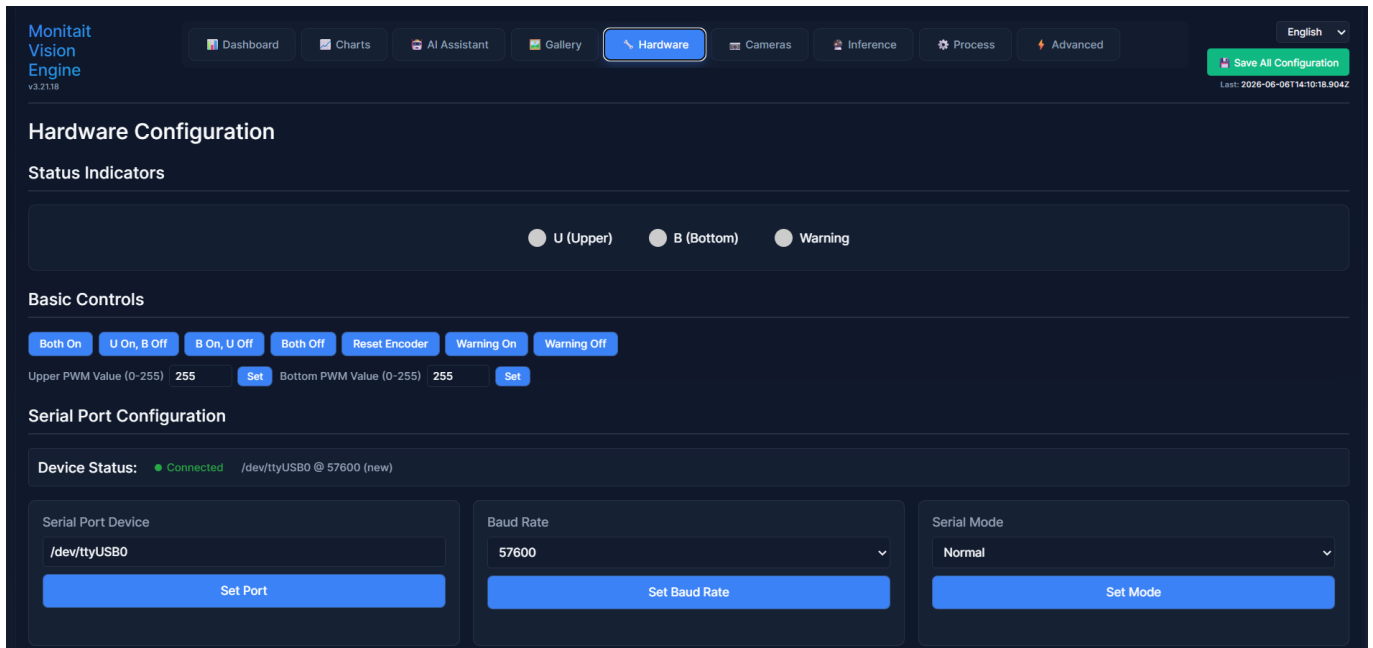 Monitait
Vision
Engine
v3.21.18
Dashboard Charts AI Assistant Gallery Hardware Cameras Inference Process Advanced
English
Save All Configuration
Last: 2026-06-06T14:10:18.904Z
Hardware Configuration
Status Indicators
U (Upper) B (Bottom) Warning
Basic Controls
Both On U On, B Off B On, U Off Both Off Reset Encoder Warning On Warning Off
Upper PWM Value (0-255) 255 Set Bottom PWM Value (0-255) 255 Set
Serial Port Configuration
Device Status: Connected /dev/ttyUSB0 @ 57600 (new)
Serial Port Device
/dev/ttyUSB0
Set Port
Baud Rate
57600
Set Baud Rate
Serial Mode
Normal
Set Mode